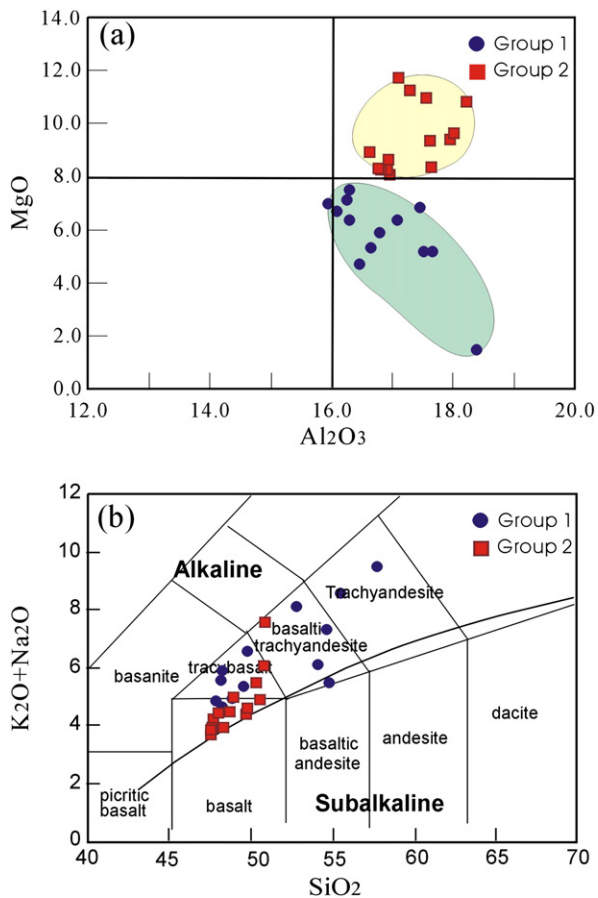 (a)
Group 1
Group 2
14.0
12.0
10.0
8.0
6.0
4.0
2.0
0.0
MgO
12.0 14.0 16.0 18.0 20.0
Al2O3
(b)
Group 1
Group 2
12
10
8
6
4
2
0
K2O+Na2O
Alkaline
Trachyandesite
basaltic
trachyandesite
basanite
tracybasalt
dacite
basaltic
andesite
andesite
picritic
basalt
basalt
Subalkaline
40 45 50 55 60 65 70
SiO2